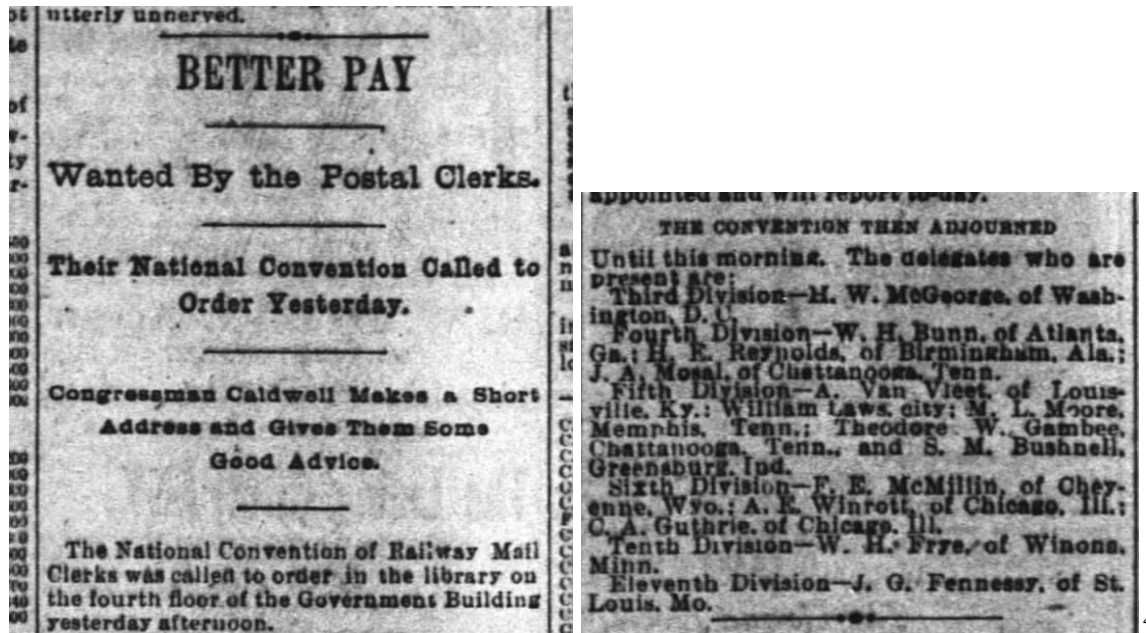 utterly unnerved.
BETTER PAY
Wanted By the Postal Clerks.
Their National Convention Called to
Order Yesterday.
Congressman Caldwell Makes a Short
Address and Gives Them Some
Good Advice.
The National Convention of Railway Mail
Clerks was called to order in the library on
the fourth floor of the Government Building
yesterday afternoon.
appointed and will report to-day.
THE CONVENTION THEN ADJOURNED
Until this morning. The delegates who are
present are:
Third Division—H. W. McGeorge, of Wash-
ington, D. C.
Fourth Division—W. H. Bunn, of Atlanta,
Ga.; H. E. Reynolds, of Birmingham, Ala.;
J. A. Mosal, of Chattanooga, Tenn.
Fifth Division—A. Van Vleet, of Louis-
ville, Ky.; William Laws, city; M. L. Moore,
Memphis, Tenn.; Theodore W. Gambee,
Chattanooga, Tenn., and S. M. Bushnell,
Greensburg, Ind.
Sixth Division—F. E. McMillin, of Chey-
enne, Wyo.; A. E. Winrott, of Chicago, Ill.;
C. A. Guthrie, of Chicago, Ill.
Tenth Division—W. H. Frye, of Winona,
Minn.
Eleventh Division—J. G. Fennessy, of St.
Louis, Mo.